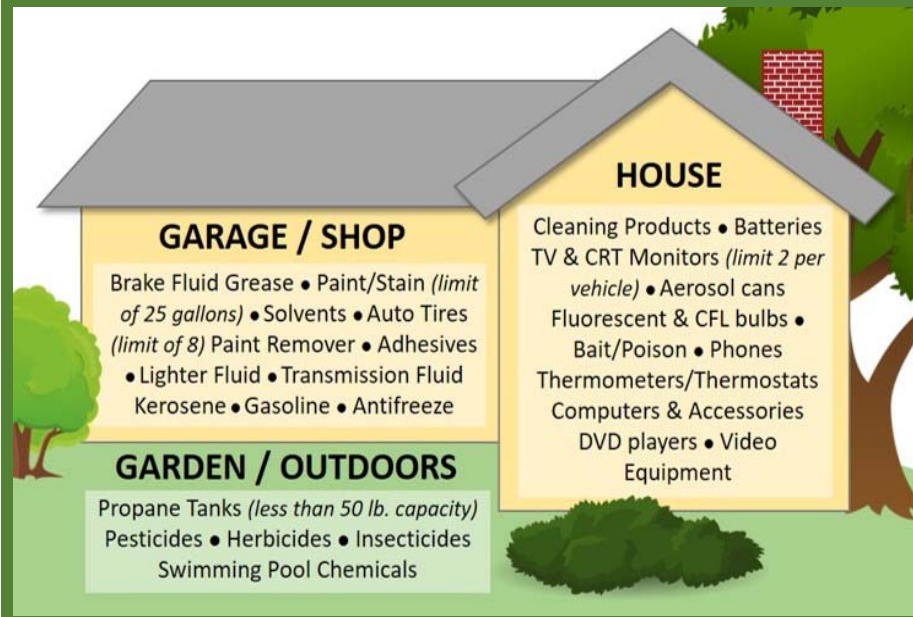 GARAGE / SHOP
Brake Fluid Grease • Paint/Stain (limit
of 25 gallons) • Solvents • Auto Tires
(limit of 8) Paint Remover • Adhesives
• Lighter Fluid • Transmission Fluid
Kerosene • Gasoline • Antifreeze
HOUSE
Cleaning Products • Batteries
TV & CRT Monitors (limit 2 per
vehicle) • Aerosol cans
Fluorescent & CFL bulbs •
Bait/Poison • Phones
Thermometers/Thermostats
Computers & Accessories
DVD players • Video
Equipment
GARDEN / OUTDOORS
Propane Tanks (less than 50 lb. capacity)
Pesticides • Herbicides • Insecticides
Swimming Pool Chemicals